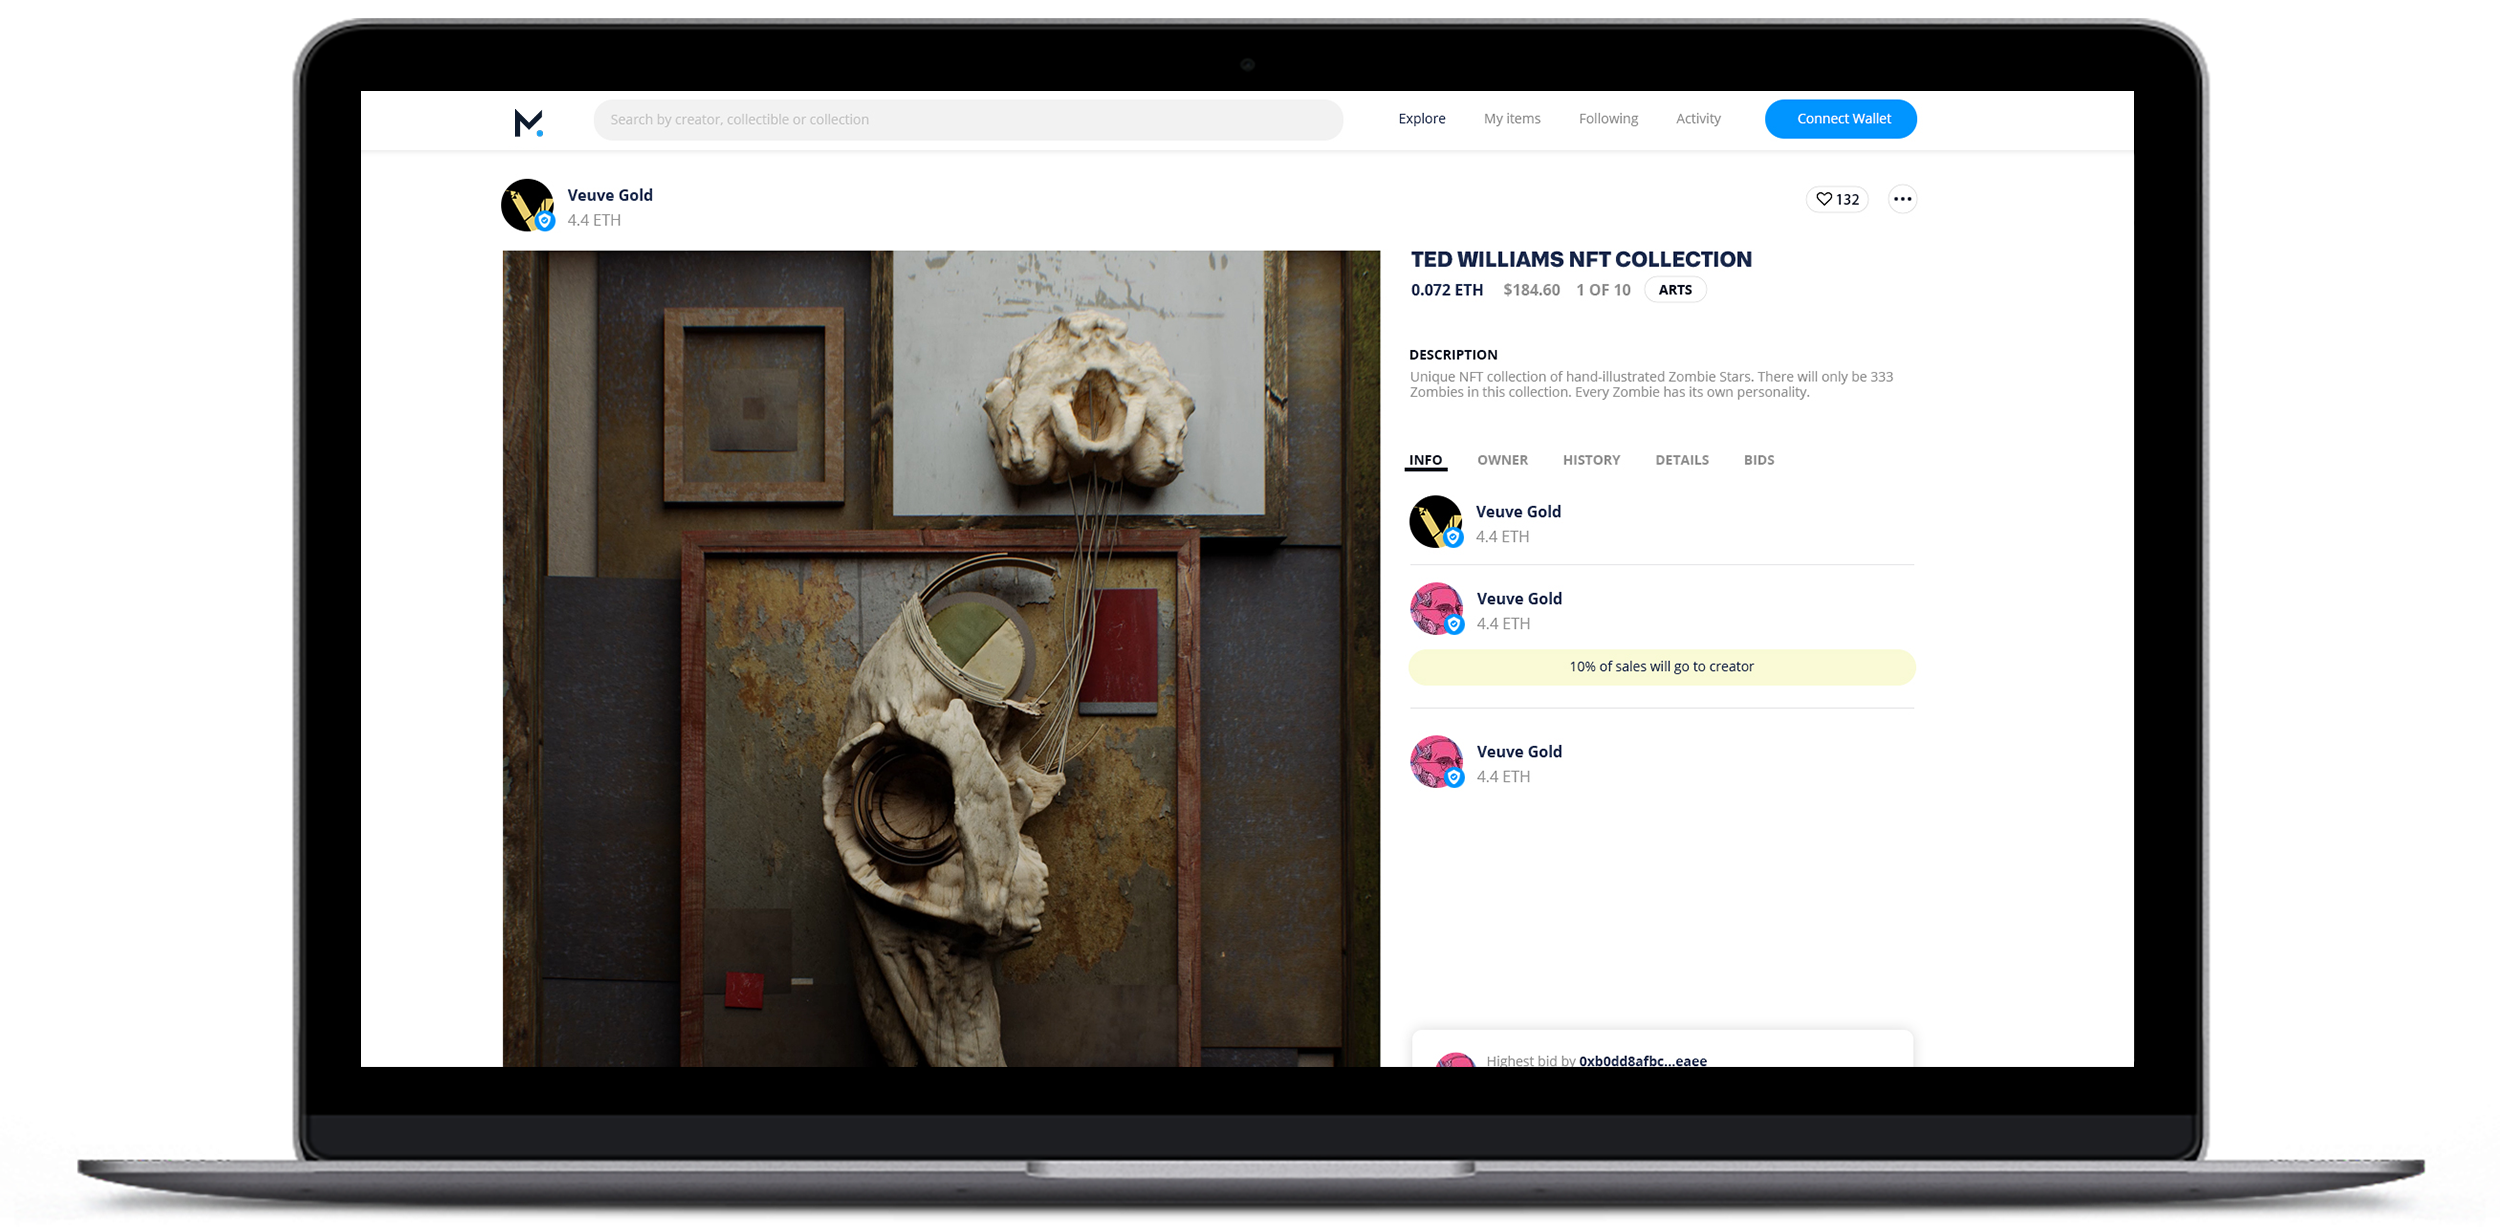 Search by creator, collectible or collection
Explore
My items
Following
Activity
Connect Wallet
Veuve Gold
4.4 ETH
132
TED WILLIAMS NFT COLLECTION
0.072 ETH $184.60 1 OF 10 ARTS
DESCRIPTION
Unique NFT collection of hand-illustrated Zombie Stars. There will only be 333
Zombies in this collection. Every Zombie has its own personality.
INFO OWNER HISTORY DETAILS BIDS
Veuve Gold
4.4 ETH
Veuve Gold
4.4 ETH
10% of sales will go to creator
Veuve Gold
4.4 ETH
Highest bid by 0xb0dd8afbc...eaee